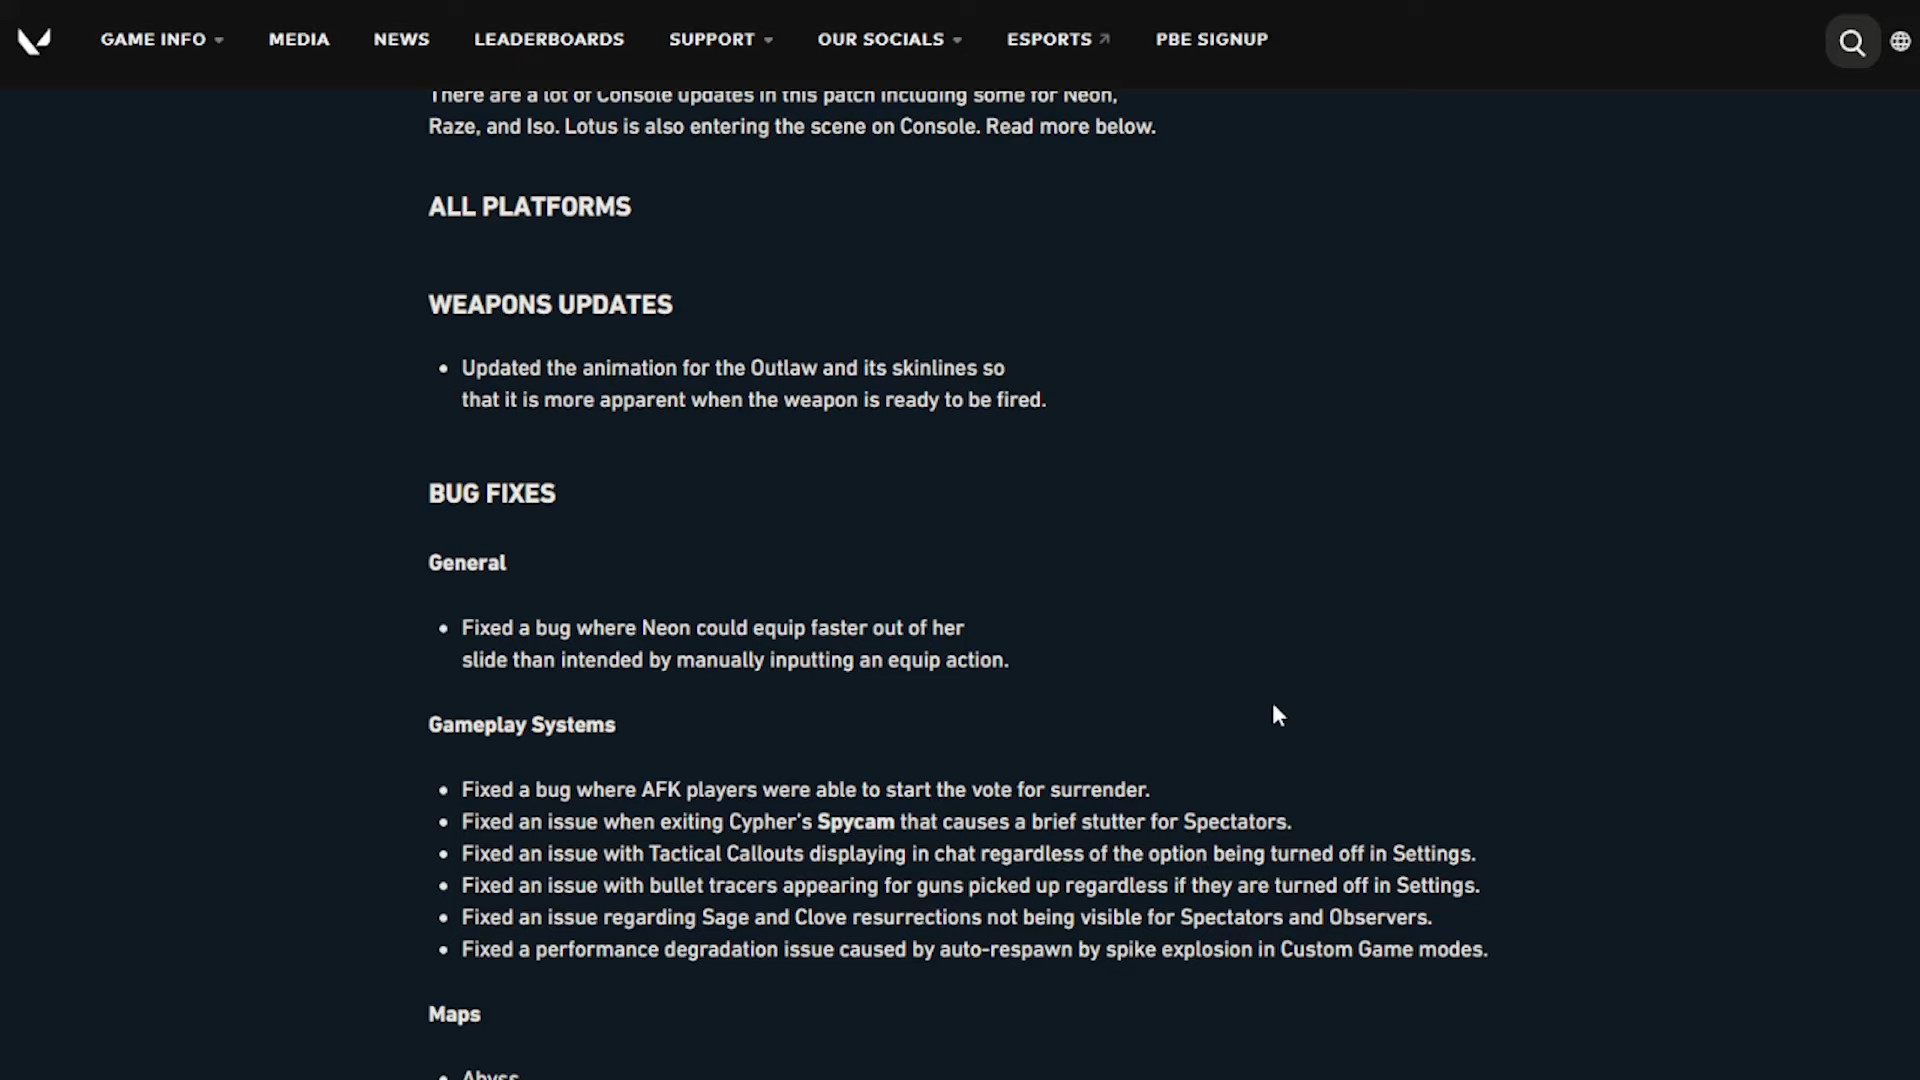 GAME INFO MEDIA NEWS LEADERBOARDS SUPPORT OUR SOCIALS ESPORTS PBE SIGNUP
There are a lot of Console updates in this patch including some for Neon,
Raze, and Iso. Lotus is also entering the scene on Console. Read more below.
ALL PLATFORMS
WEAPONS UPDATES
• Updated the animation for the Outlaw and its skinlines so
that it is more apparent when the weapon is ready to be fired.
BUG FIXES
General
• Fixed a bug where Neon could equip faster out of her
slide than intended by manually inputting an equip action.
Gameplay Systems
• Fixed a bug where AFK players were able to start the vote for surrender.
• Fixed an issue when exiting Cypher's Spycam that causes a brief stutter for Spectators.
• Fixed an issue with Tactical Callouts displaying in chat regardless of the option being turned off in Settings.
• Fixed an issue with bullet tracers appearing for guns picked up regardless if they are turned off in Settings.
• Fixed an issue regarding Sage and Clove resurrections not being visible for Spectators and Observers.
• Fixed a performance degradation issue caused by auto-respawn by spike explosion in Custom Game modes.
Maps
• Abyss